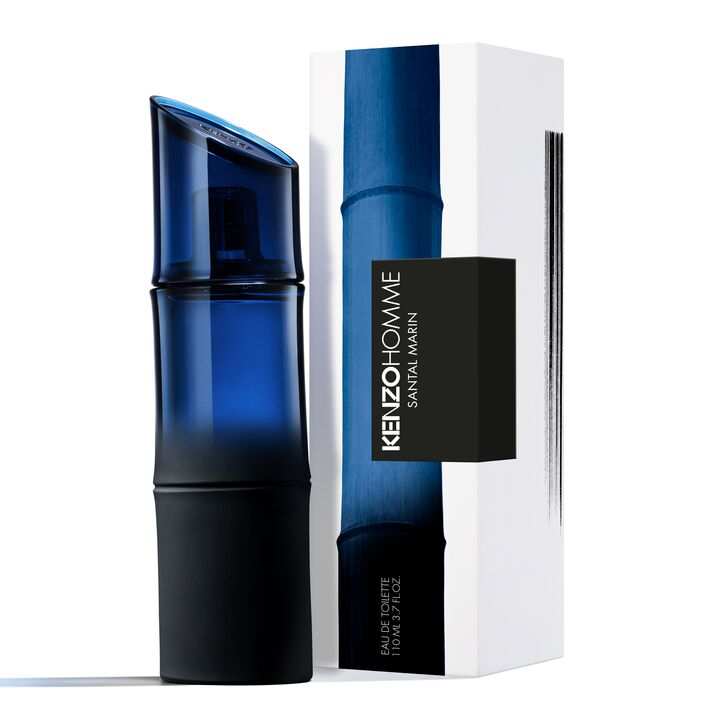 KENZOHOMME
SANTAL MARIN
EAU DE TOILETTE
110 ML 3.7 FL.OZ.